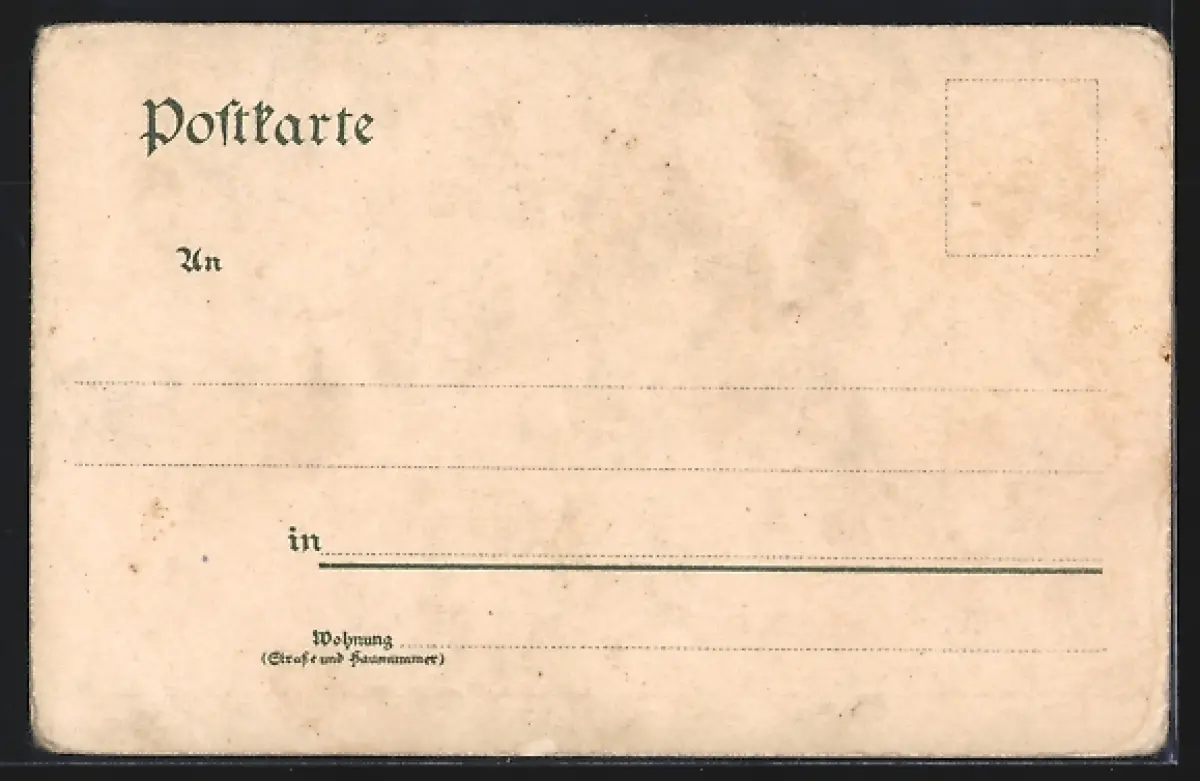 Poſtkarte
An
in
Wohnung
(Straße und Hausnummer)